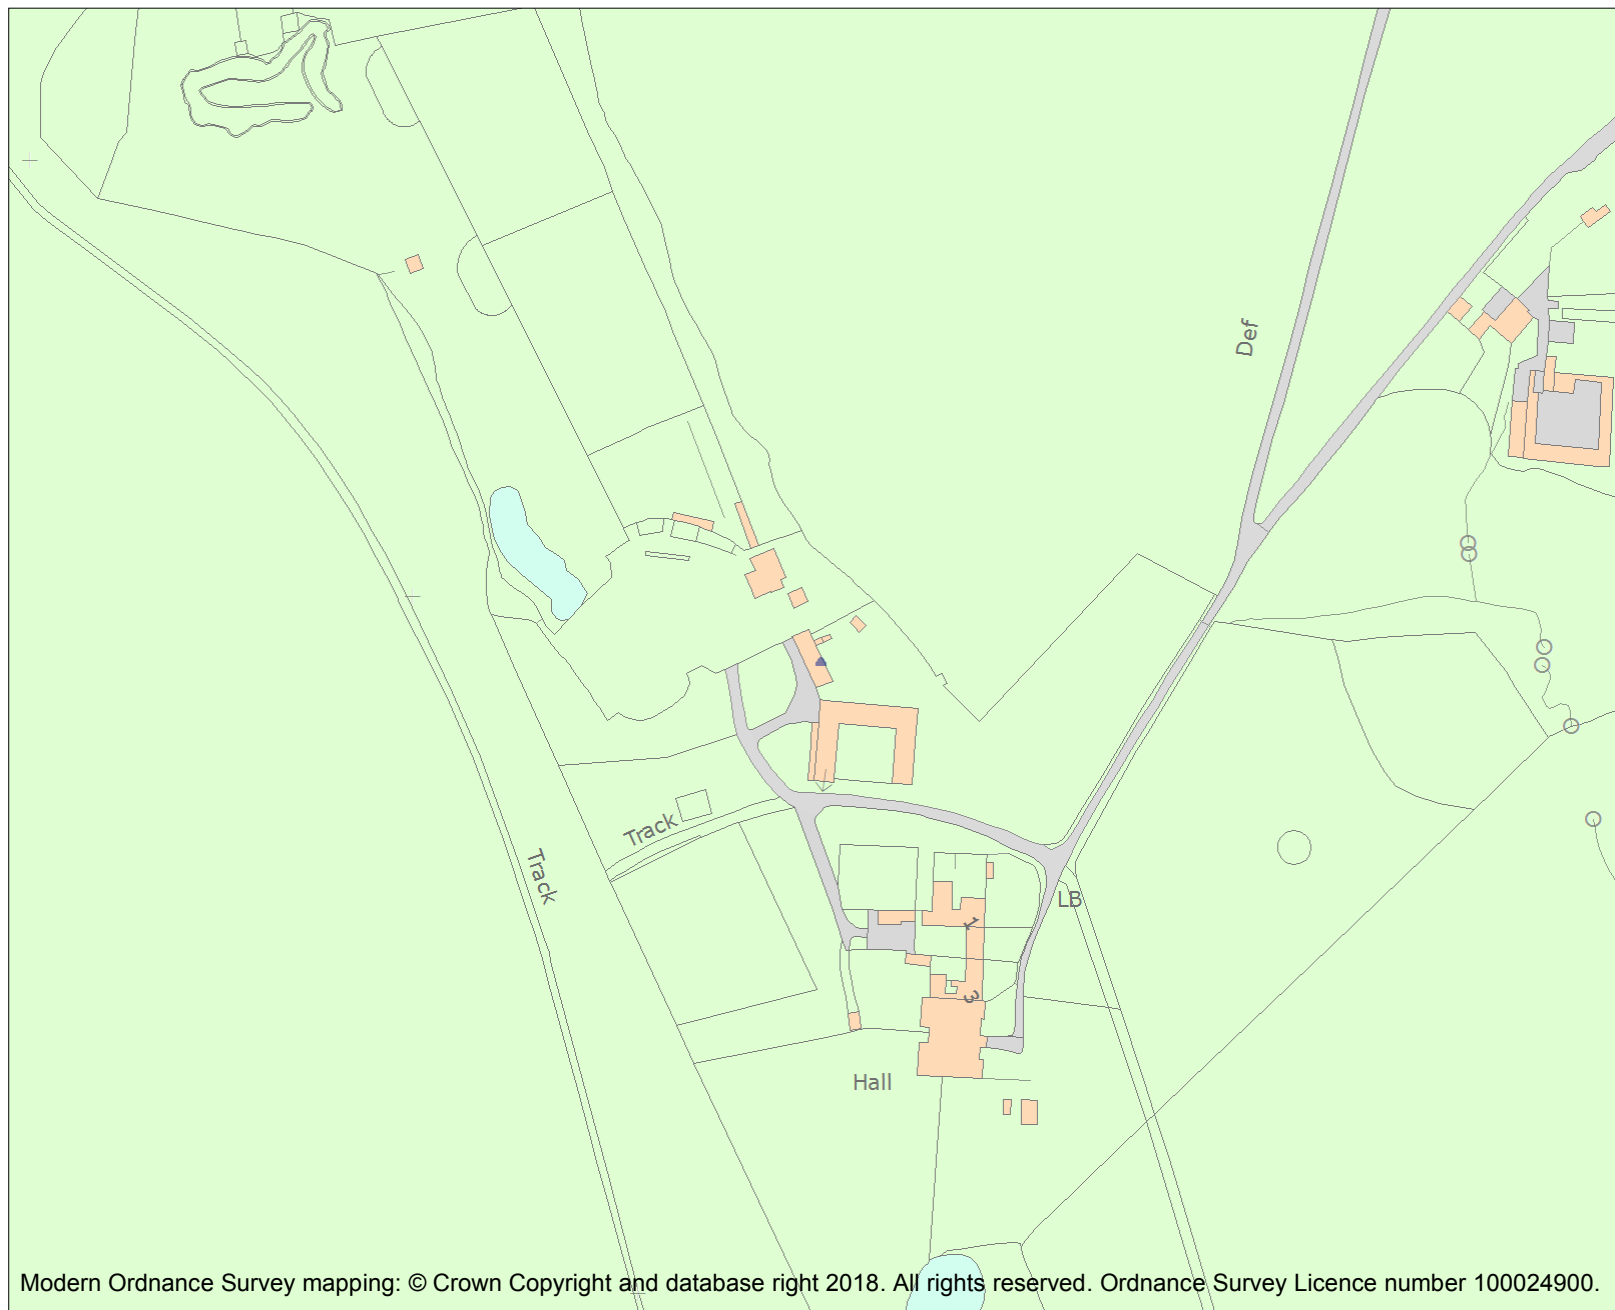 Def
Track
Track
LB
1
3
Hall
Modern Ordnance Survey mapping: © Crown Copyright and database right 2018. All rights reserved. Ordnance Survey Licence number 100024900.